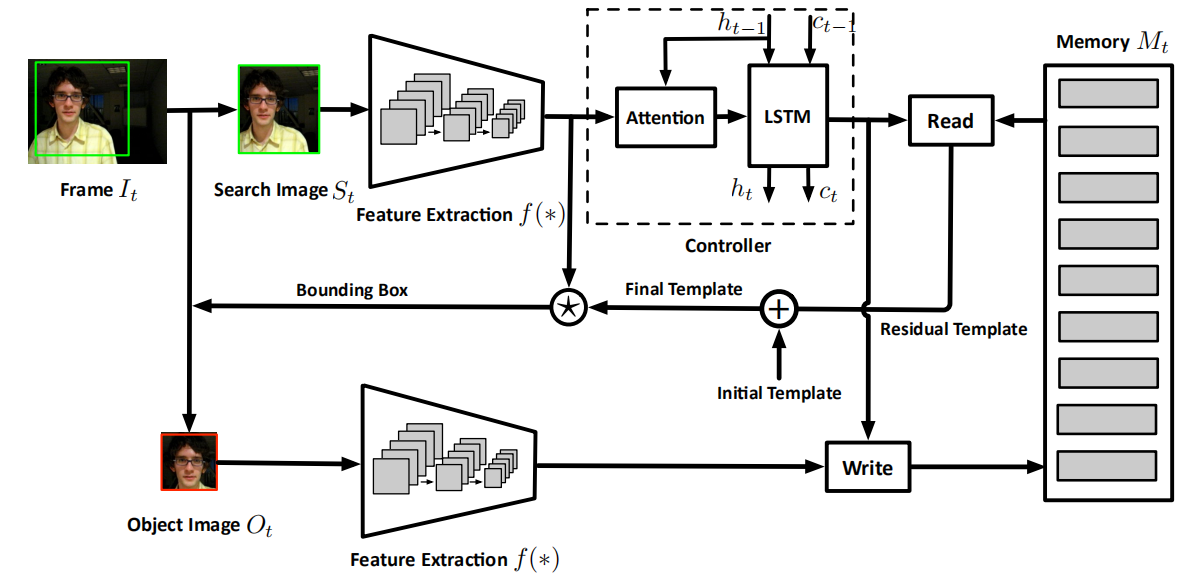 h_{t-1}
c_{t-1}
Memory M_t
Attention
LSTM
Read
Frame I_t
Search Image S_t
Feature Extraction f(*)
h_t
c_t
Controller
Bounding Box
Final Template
+
Residual Template
Initial Template
Write
Object Image O_t
Feature Extraction f(*)